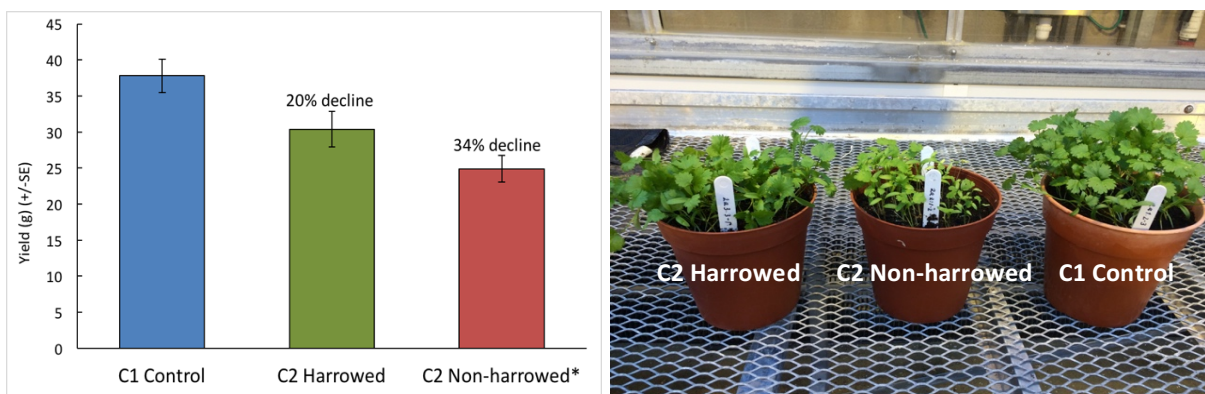 45
40
35
30
25
20
15
10
5
0
Yield (g) (+/-SE)
20% decline
34% decline
C1 Control
C2 Harrowed
C2 Non-harrowed*
C2 Harrowed
C2 Non-harrowed
C1 Control